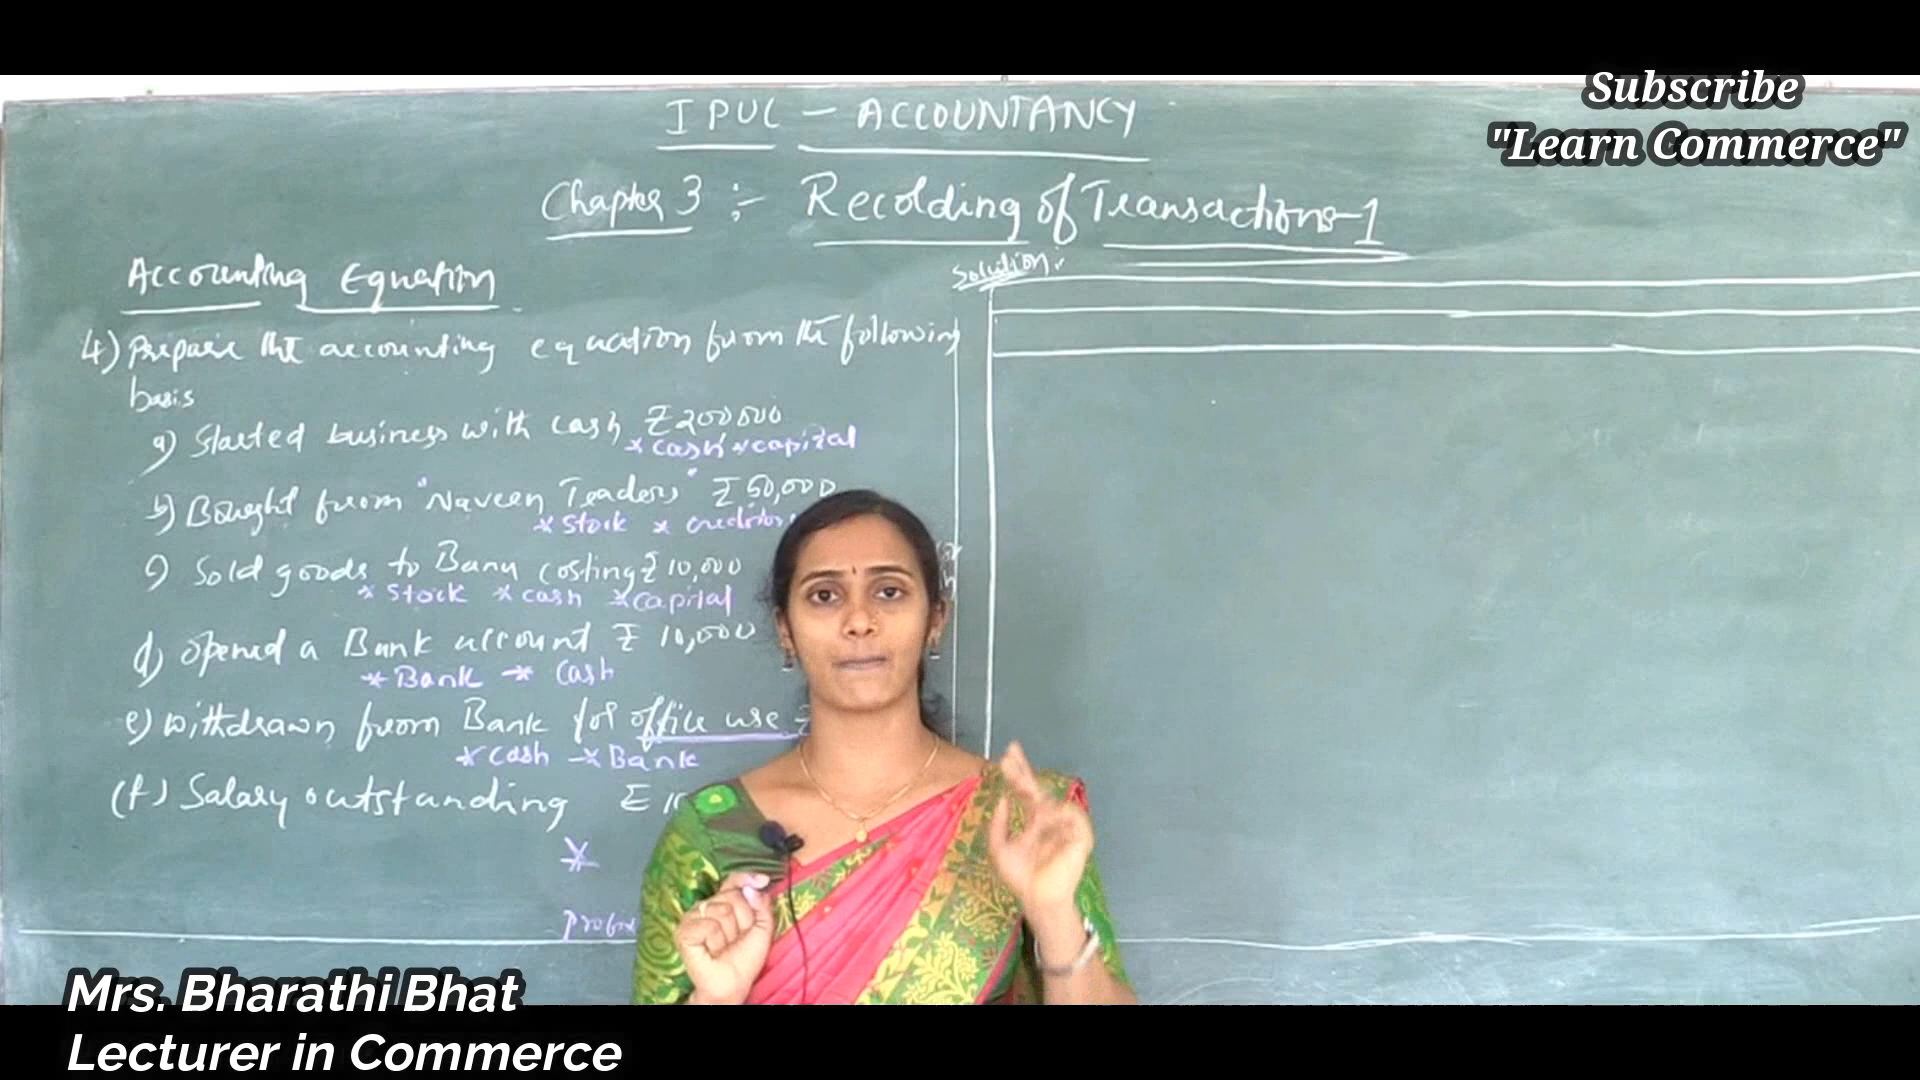 Subscribe
"Learn Commerce"
I PUC - ACCOUNTANCY
Chapter 3 :- Recording of Transactions-1
Accounting Equation
Solution:
4) Prepare the accounting equation from the following
basis
a) Started business with cash ₹200000
* cash * capital
b) Bought from "Naveen Traders" ₹50,000
* Stock * creditors
c) Sold goods to Banu costing ₹10,000
* Stock * cash * capital
d) Opened a Bank account ₹ 10,000
* Bank * Cash
e) Withdrawn from Bank for office use ₹
* cash * Bank
(f) Salary outstanding ₹ 10
*
Mrs. Bharathi Bhat
Lecturer in Commerce